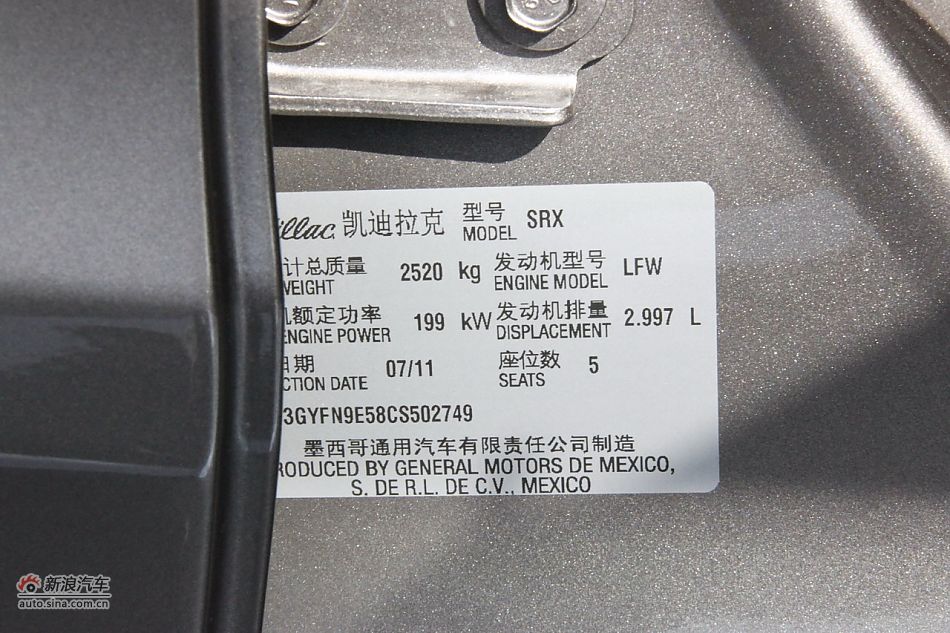 illac 凯迪拉克 型号 SRX
MODEL
计总质量 2520 kg 发动机型号 LFW
WEIGHT ENGINE MODEL
机额定功率 199 kW 发动机排量 2.997 L
ENGINE POWER DISPLACEMENT
日期 07/11 座位数 5
CTION DATE SEATS
3GYFN9E58CS502749
墨西哥通用汽车有限责任公司制造
RODUCED BY GENERAL MOTORS DE MEXICO,
S. DE R.L. DE C.V., MEXICO
新浪汽车
auto.sina.com.cn